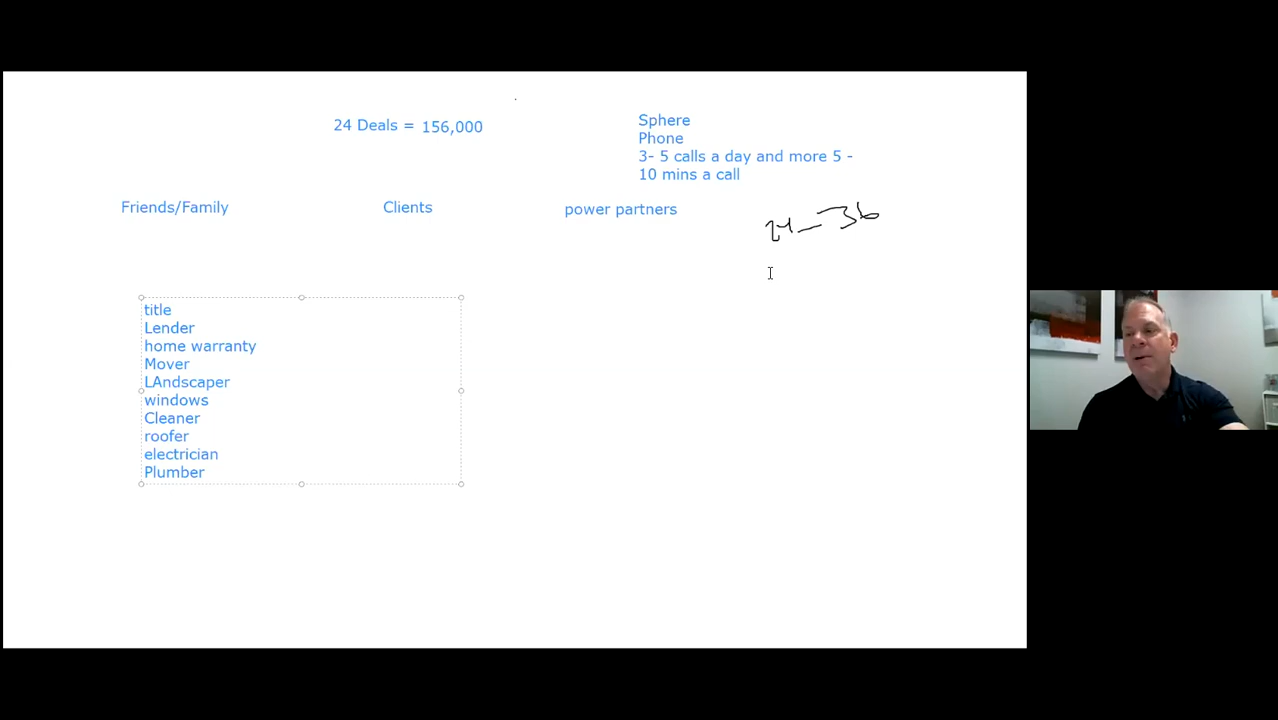 24 Deals = 156,000
Sphere
Phone
3- 5 calls a day and more 5 -
10 mins a call
Friends/Family
Clients
power partners
24-36
title
Lender
home warranty
Mover
LAndscaper
windows
Cleaner
roofer
electrician
Plumber